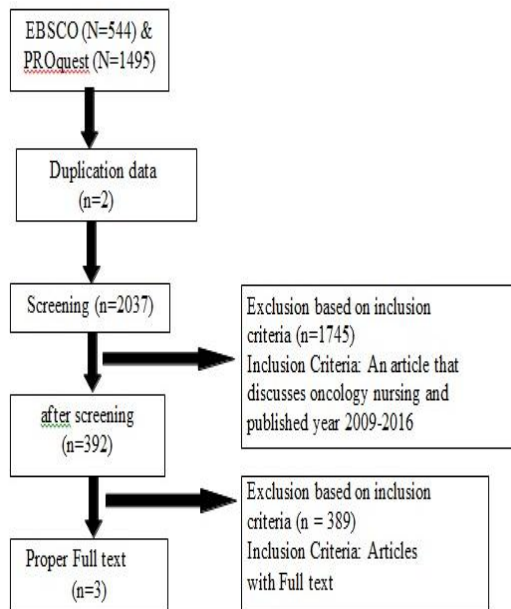 EBSCO (N=544) &
PROquest (N=1495)
Duplication data
(n=2)
Screening (n=2037)
Exclusion based on inclusion
criteria (n=1745)
Inclusion Criteria: An article that
discusses oncology nursing and
published year 2009-2016
after screening
(n=392)
Exclusion based on inclusion
criteria (n = 389)
Inclusion Criteria: Articles
with Full text
Proper Full text
(n=3)